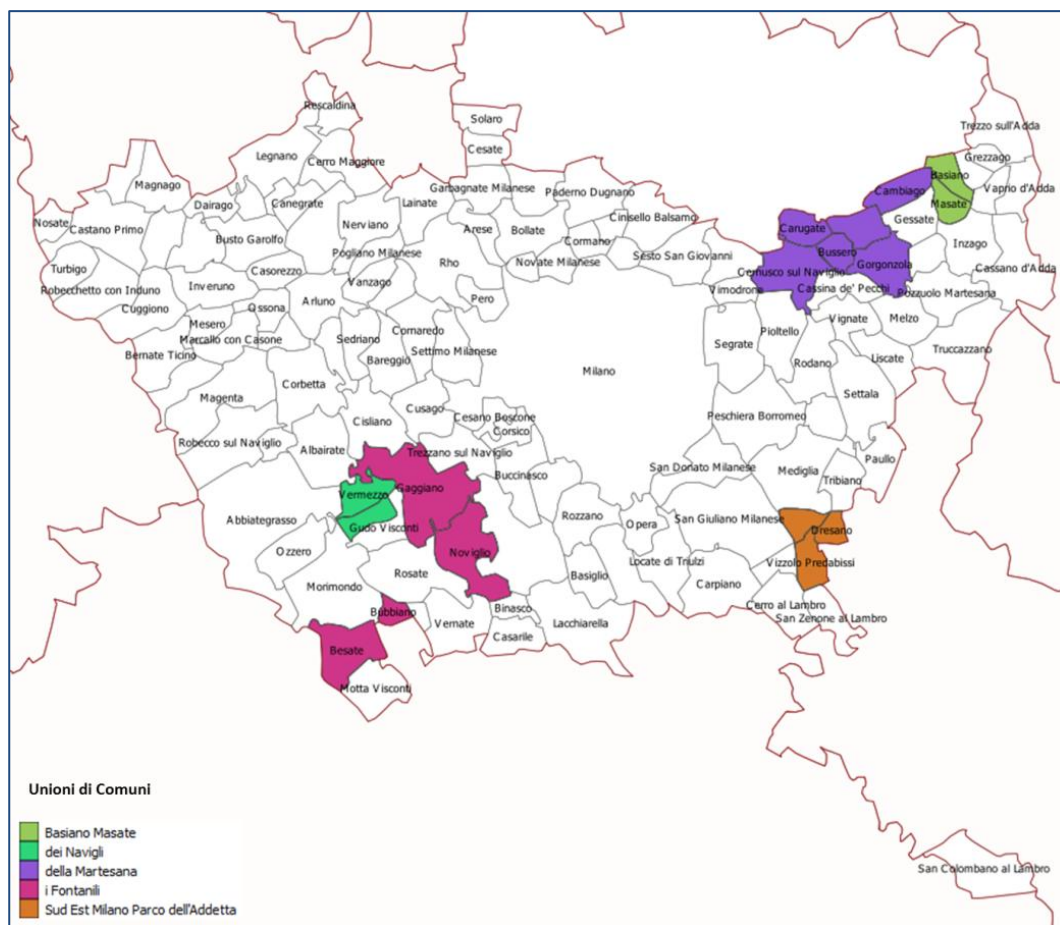 Rescaldina
Solaro
Trezzo sull'Adda
Legnano
Cerro Maggiore
Cesate
Grezzago
Magnago
Dairago
Canegrate
Lainate
Garbagnate Milanese
Paderno Dugnano
Cambiago
Basiano
Vaprio d'Adda
Masate
Nosate
Castano Primo
Nerviano
Arese
Bollate
Cinisello Balsamo
Carugate
Gessate
Busto Garolfo
Pogliano Milanese
Cormano
Bussero
Inzago
Turbigo
Casorezzo
Rho
Novate Milanese
Sesto San Giovanni
Gorgonzola
Cassano d'Adda
Robecchetto con Induno
Inveruno
Vanzago
Cernusco sul Naviglio
Cuggiono
Ossona
Arluno
Pero
Vimodrone
Cassina de' Pecchi
Pozzuolo Martesana
Mesero
Cornaredo
Pioltello
Vignate
Melzo
Marcallo con Casone
Sedriano
Settimo Milanese
Segrate
Bernate Ticino
Bareggio
Rodano
Liscate
Truccazzano
Corbetta
Milano
Magenta
Settala
Cusago
Cesano Boscone
Peschiera Borromeo
Cisliano
Corsico
Robecco sul Naviglio
Albairate
Trezzano sul Naviglio
Paullo
San Donato Milanese
Mediglia
Buccinasco
Tribiano
Vermezzo
Gaggiano
Abbiategrasso
Gudo Visconti
Rozzano
Opera
San Giuliano Milanese
Dresano
Ozzero
Noviglio
Locate di Triulzi
Vizzolo Predabissi
Rosate
Basiglio
Morimondo
Carpiano
Bubbiano
Binasco
Cerro al Lambro
Vernate
Lacchiarella
San Zenone al Lambro
Casarile
Besate
Motta Visconti
San Colombano al Lambro
Unioni di Comuni
Basiano Masate
dei Navigli
della Martesana
i Fontanili
Sud Est Milano Parco dell'Addetta